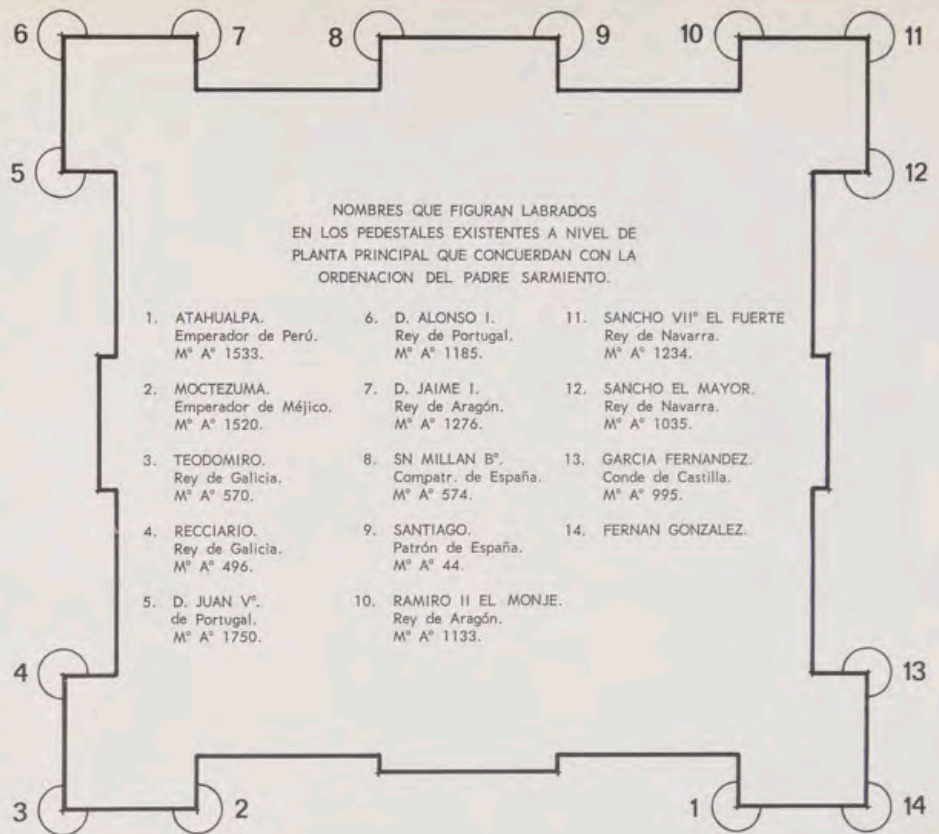 6
7
8
9
10
11
5
12
NOMBRES QUE FIGURAN LABRADOS
EN LOS PEDESTALES EXISTENTES A NIVEL DE
PLANTA PRINCIPAL QUE CONCUERDAN CON LA
ORDENACION DEL PADRE SARMIENTO.
1. ATAHUALPA.
Emperador de Perú.
Mº Aº 1533.
2. MOCTEZUMA.
Emperador de Méjico.
Mº Aº 1520.
3. TEODOMIRO.
Rey de Galicia.
Mº Aº 570.
4. RECCIARIO.
Rey de Galicia.
Mº Aº 496.
5. D. JUAN Vº.
de Portugal.
Mº Aº 1750.
6. D. ALONSO I.
Rey de Portugal.
Mº Aº 1185.
7. D. JAIME I.
Rey de Aragón.
Mº Aº 1276.
8. SN MILLAN Bº.
Compatr. de España.
Mº Aº 574.
9. SANTIAGO.
Patrón de España.
Mº Aº 44.
10. RAMIRO II EL MONJE.
Rey de Aragón.
Mº Aº 1133.
11. SANCHO VIIº EL FUERTE
Rey de Navarra.
Mº Aº 1234.
12. SANCHO EL MAYOR.
Rey de Navarra.
Mº Aº 1035.
13. GARCIA FERNANDEZ.
Conde de Castilla.
Mº Aº 995.
14. FERNAN GONZALEZ.
4
13
3
2
1
14